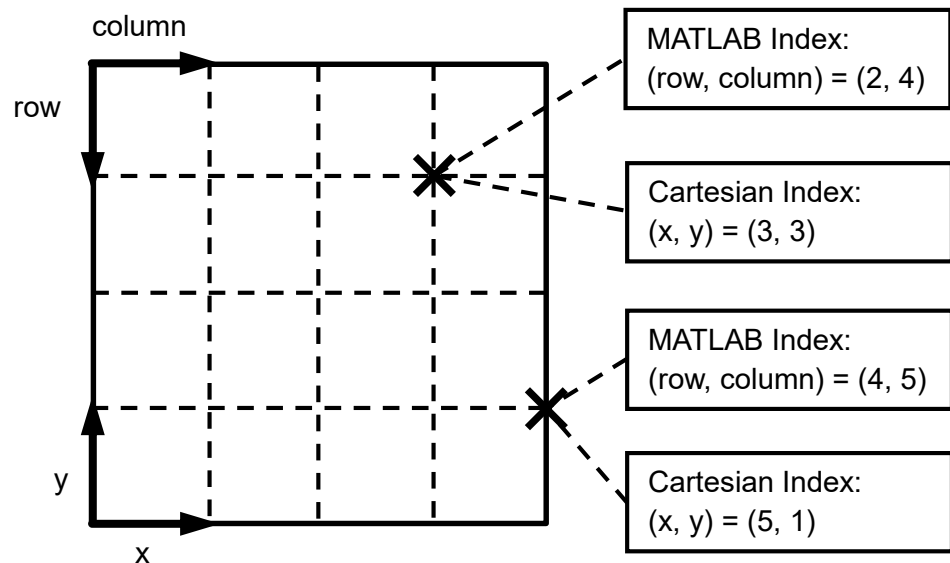 column
row
MATLAB Index:
(row, column) = (2, 4)
Cartesian Index:
(x, y) = (3, 3)
MATLAB Index:
(row, column) = (4, 5)
y
Cartesian Index:
(x, y) = (5, 1)
x